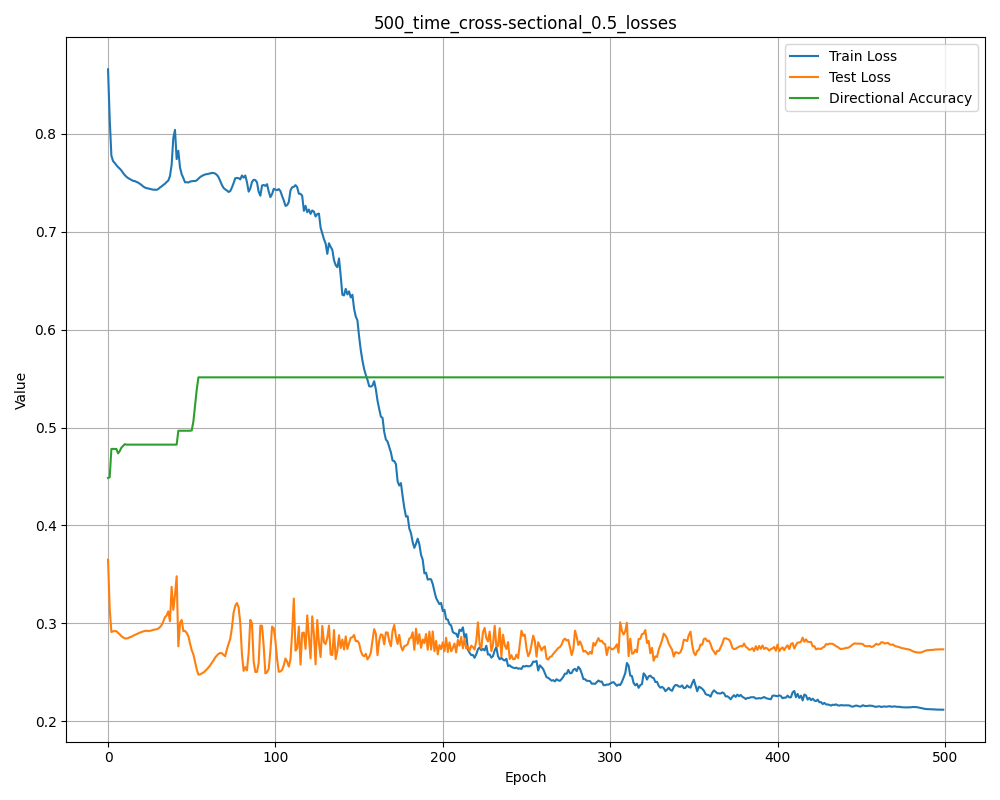 500_time_cross-sectional_0.5_losses
Train Loss
Test Loss
Directional Accuracy
0.8
0.7
0.6
0.5
0.4
0.3
0.2
Value
0 100 200 300 400 500
Epoch